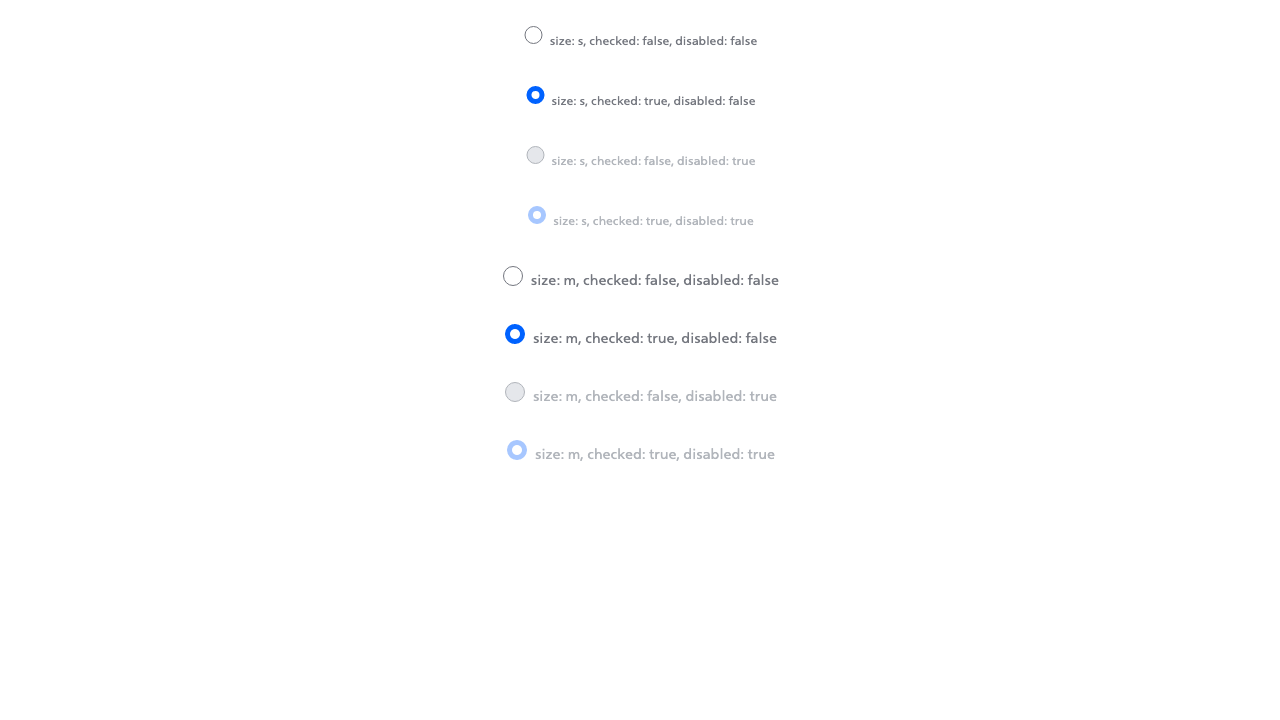 size: s, checked: false, disabled: false
size: s, checked: true, disabled: false
size: s, checked: false, disabled: true
size: s, checked: true, disabled: true
size: m, checked: false, disabled: false
size: m, checked: true, disabled: false
size: m, checked: false, disabled: true
size: m, checked: true, disabled: true